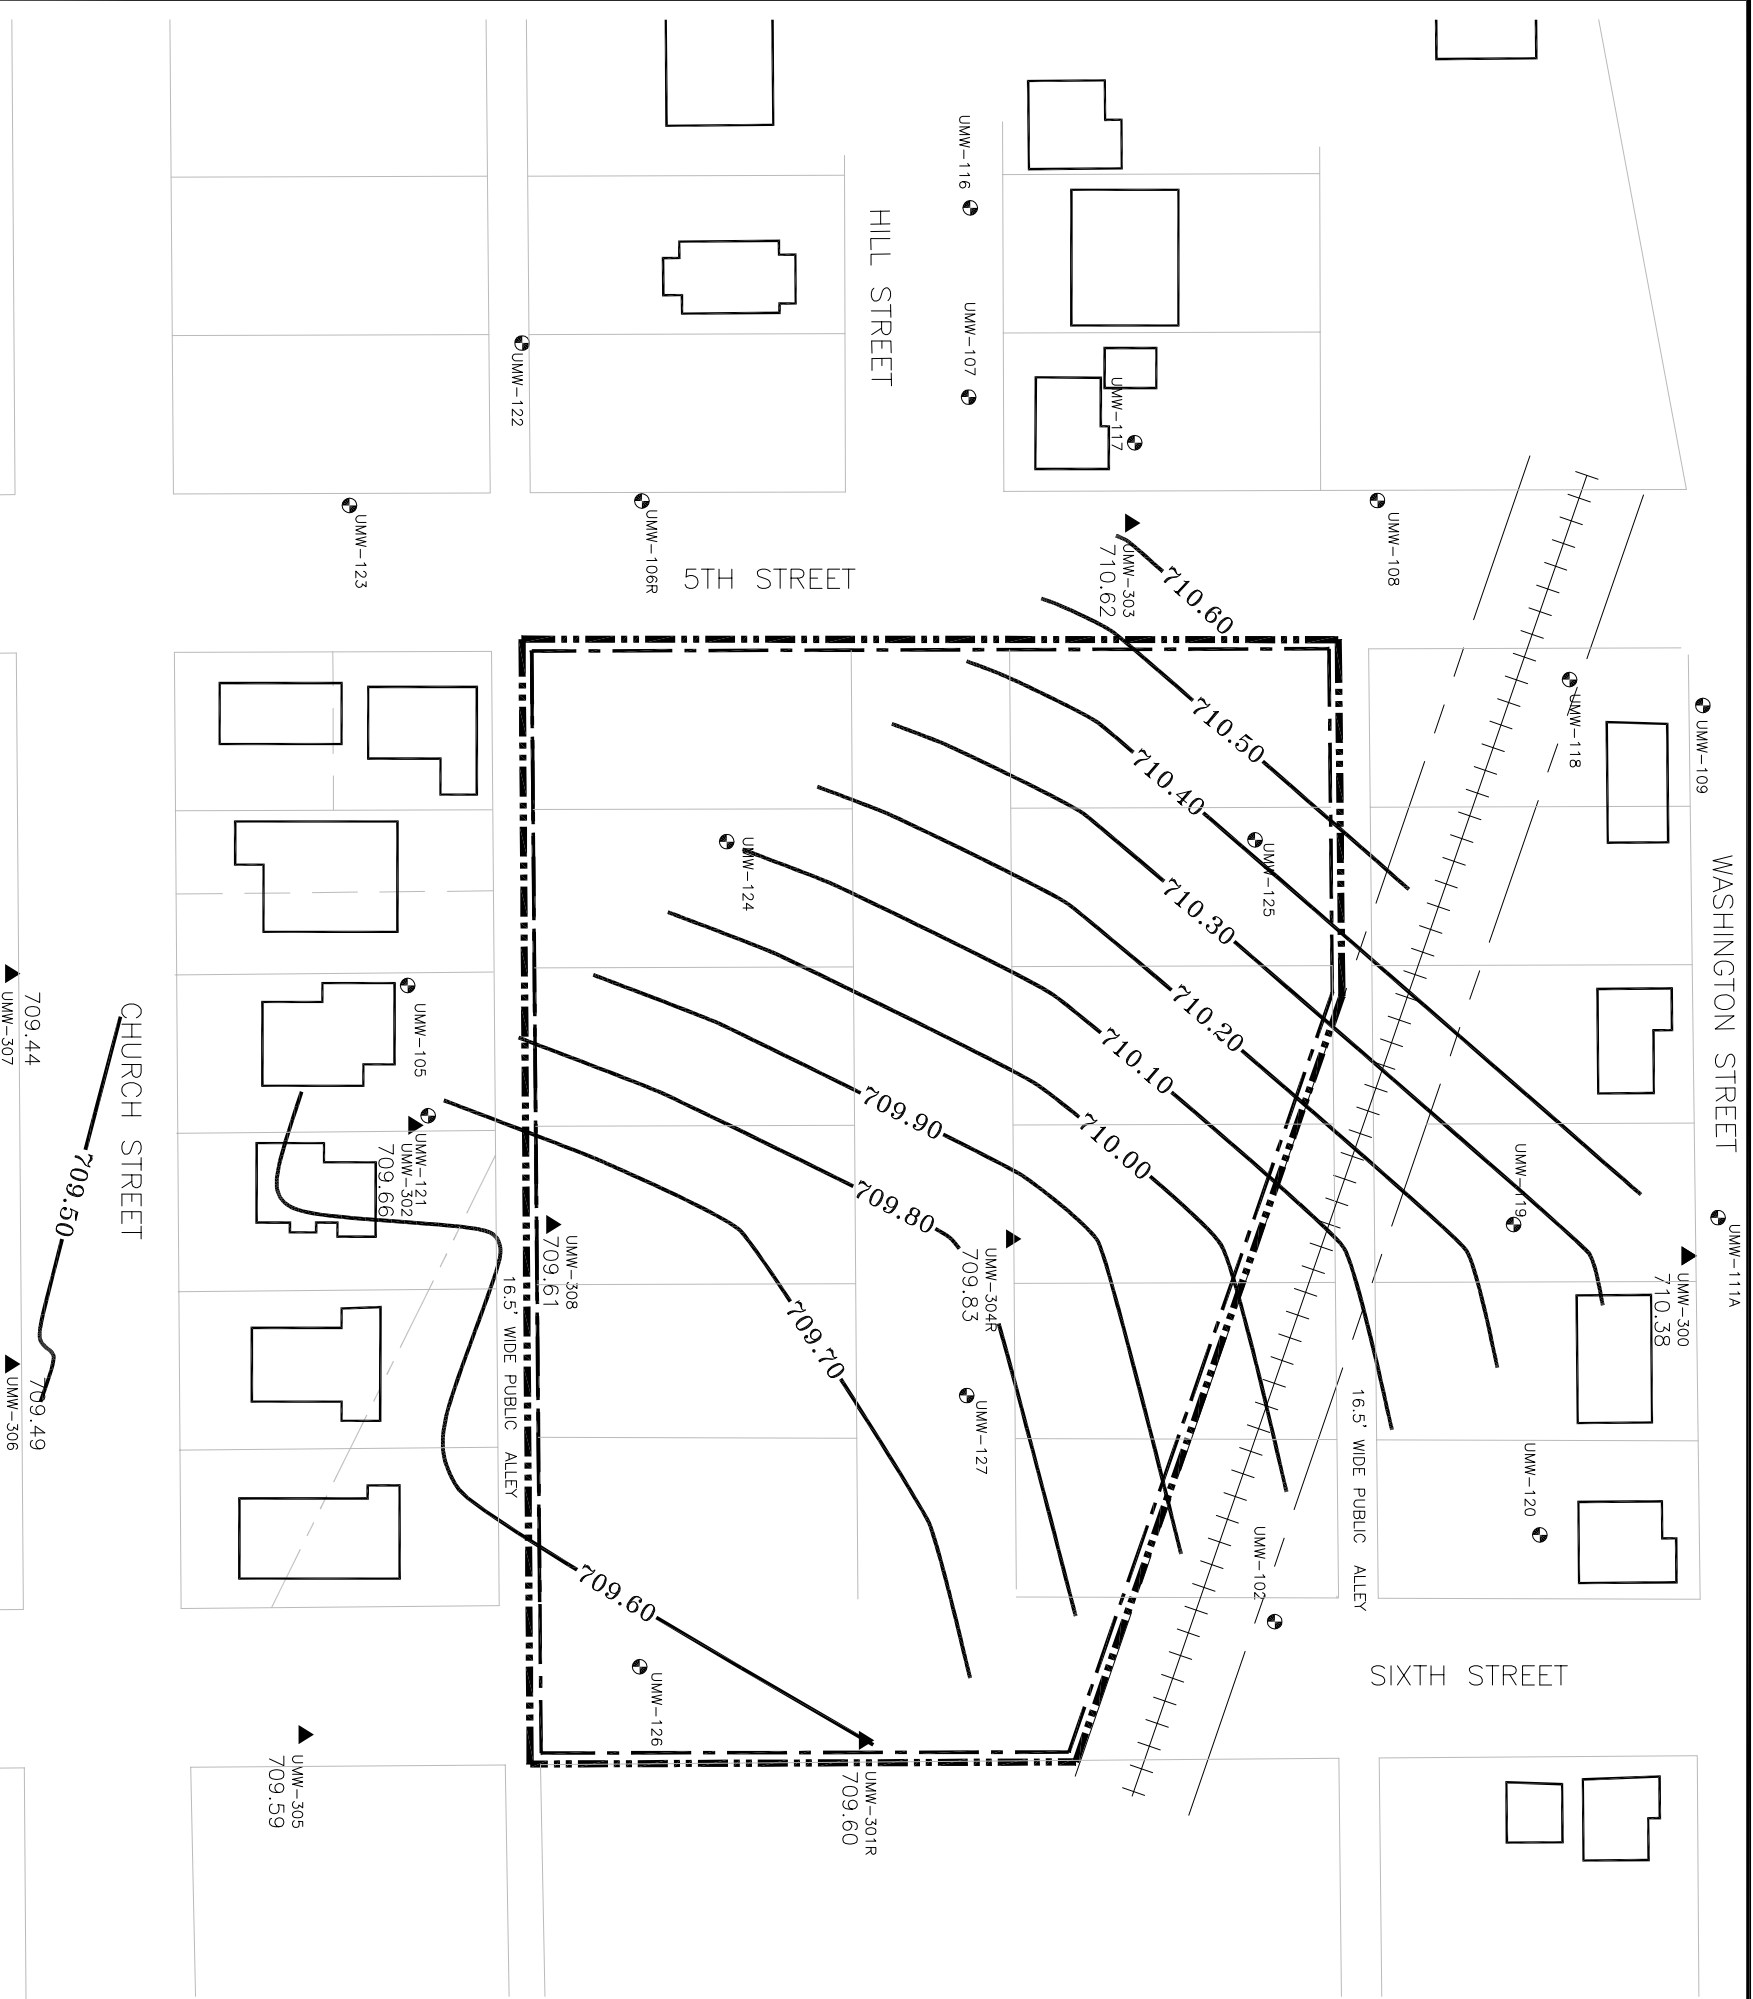 UMW-116
HILL STREET
UMW-107
UMW-122
UMW-117
UMW-123
UMW-106R
5TH STREET
UMW-303
710.62
UMW-108
710.60
710.50
710.40
710.30
710.20
710.10
710.00
709.90
709.80
709.70
709.60
709.50
UMW-118
UMW-109
WASHINGTON STREET
UMW-124
UMW-125
UMW-105
709.44
UMW-307
CHURCH STREET
UMW-121
UMW-302
709.66
UMW-308
709.61
UMW-304R
709.83
UMW-119
UMW-111A
UMW-300
710.38
16.5' WIDE PUBLIC ALLEY
16.5' WIDE PUBLIC ALLEY
709.49
UMW-306
UMW-127
UMW-120
UMW-102
SIXTH STREET
UMW-126
UMW-305
709.59
UMW-301R
709.60